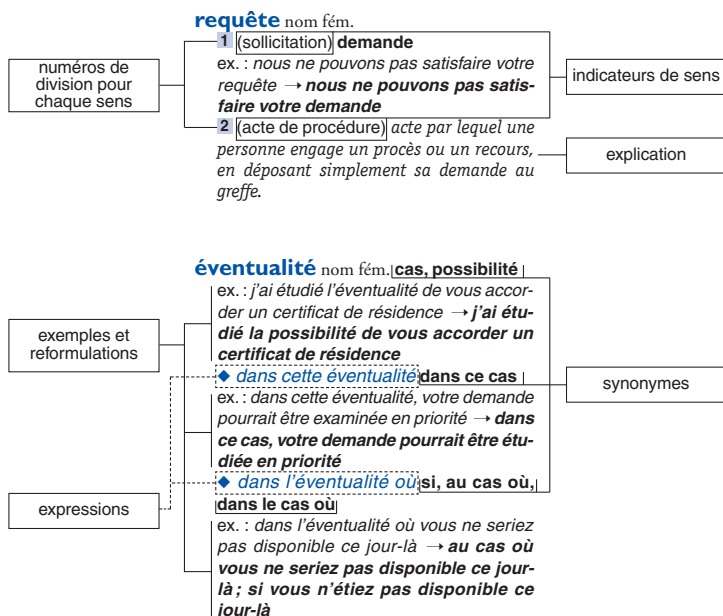 requête nom fém.
1 (sollicitation) demande
ex. : nous ne pouvons pas satisfaire votre
requête → nous ne pouvons pas satis-
faire votre demande
2 (acte de procédure) acte par lequel une
personne engage un procès ou un recours,
en déposant simplement sa demande au
greffe.
numéros de
division pour
chaque sens
indicateurs de sens
explication
éventualité nom fém. cas, possibilité
ex. : j'ai étudié l'éventualité de vous accor-
der un certificat de résidence → j'ai étu-
dié la possibilité de vous accorder un
certificat de résidence
◆ dans cette éventualité dans ce cas
ex. : dans cette éventualité, votre demande
pourrait être examinée en priorité → dans
ce cas, votre demande pourrait être étu-
diée en priorité
◆ dans l'éventualité où si, au cas où,
dans le cas où
ex. : dans l'éventualité où vous ne seriez
pas disponible ce jour-là → au cas où
vous ne seriez pas disponible ce jour-
là ; si vous n'étiez pas disponible ce
jour-là
exemples et
reformulations
synonymes
expressions